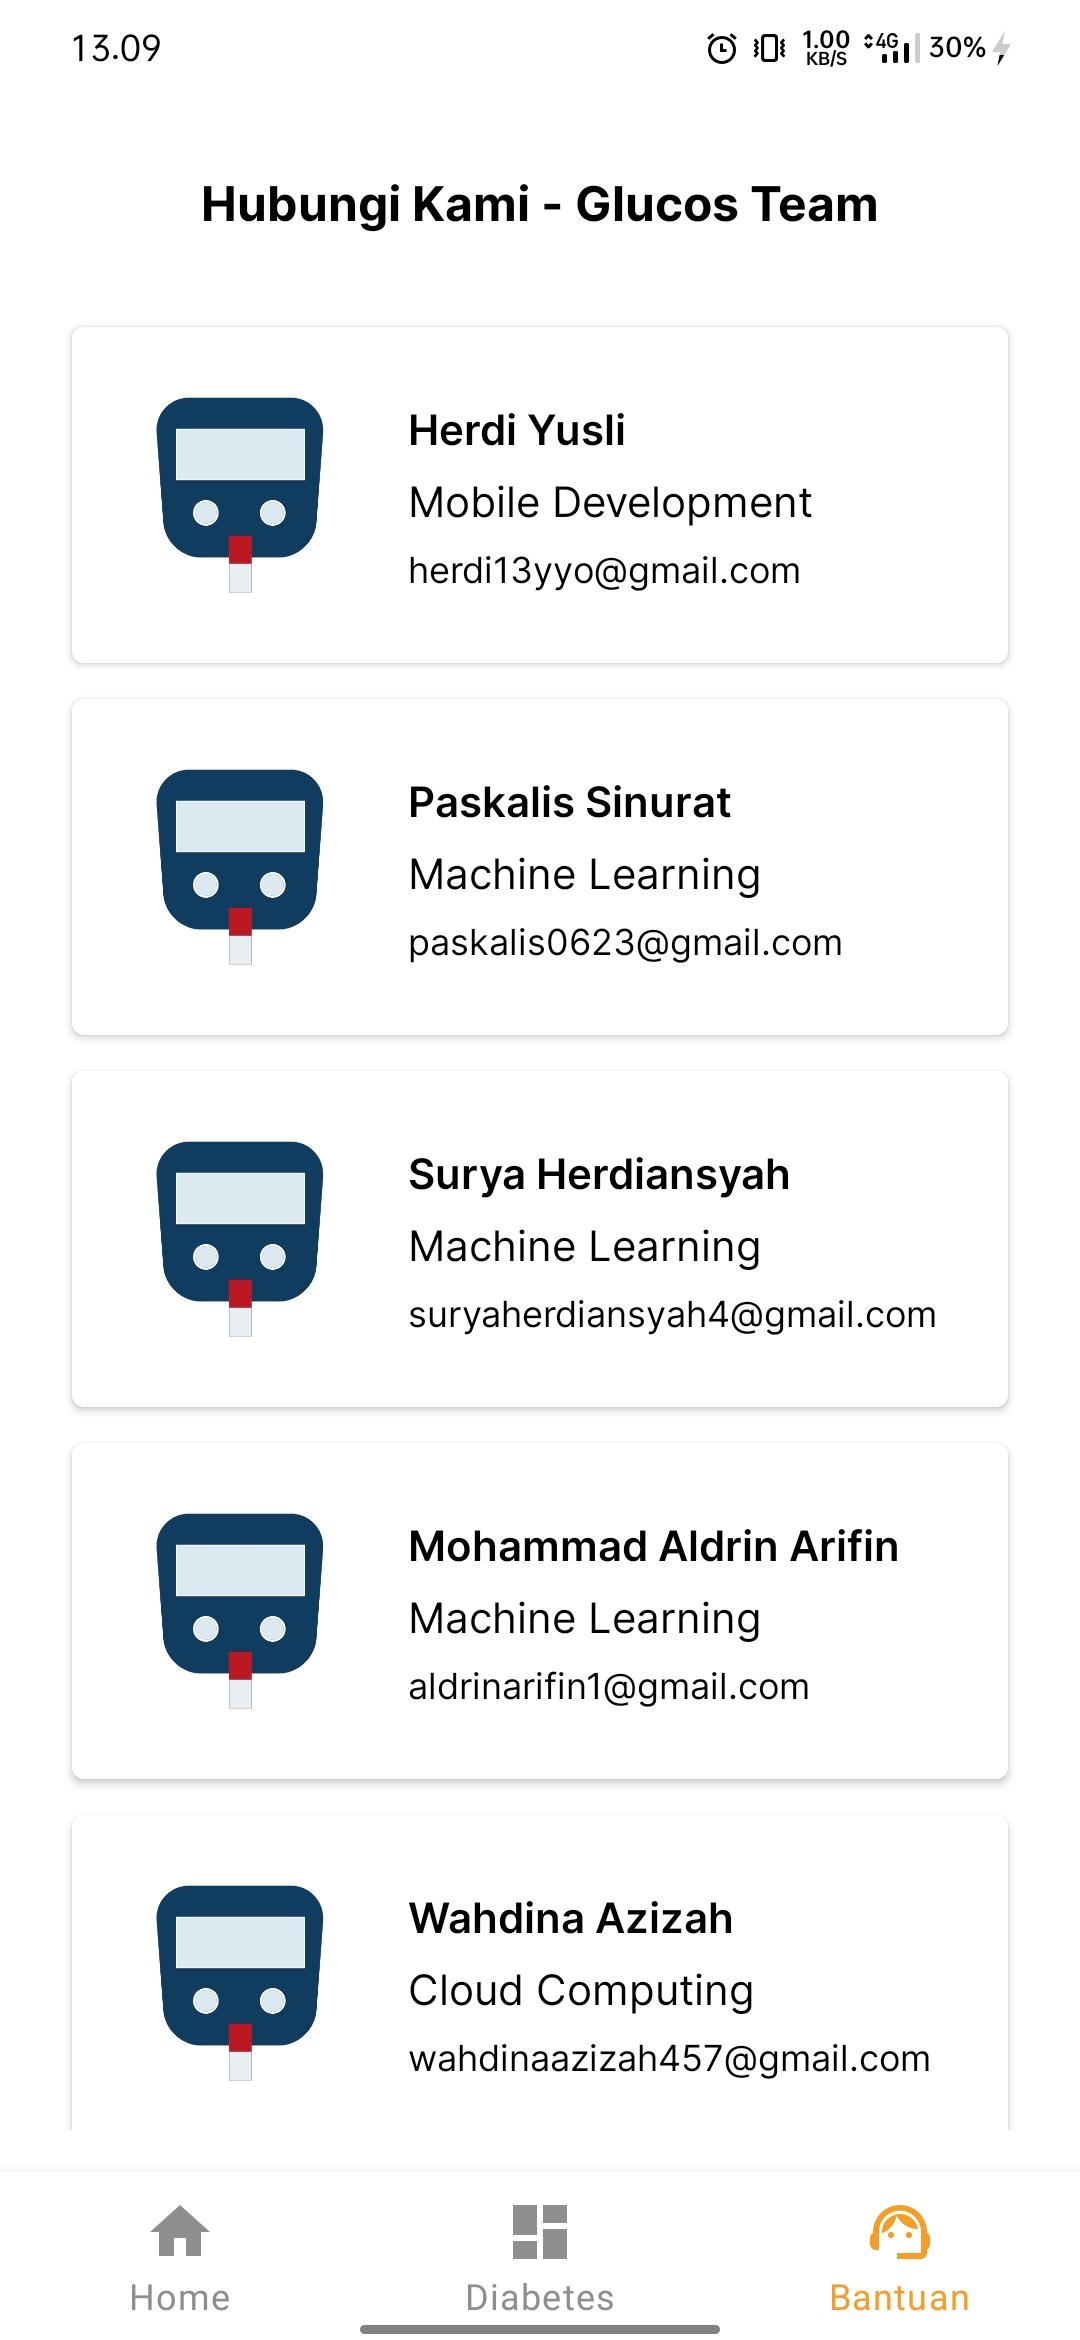 13.09
1.00
KB/S
4G
30%
Hubungi Kami - Glucos Team
Herdi Yusli
Mobile Development
herdi13yyo@gmail.com
Paskalis Sinurat
Machine Learning
paskalis0623@gmail.com
Surya Herdiansyah
Machine Learning
suryaherdiansyah4@gmail.com
Mohammad Aldrin Arifin
Machine Learning
aldrinarifin1@gmail.com
Wahdina Azizah
Cloud Computing
wahdinaazizah457@gmail.com
Home
Diabetes
Bantuan